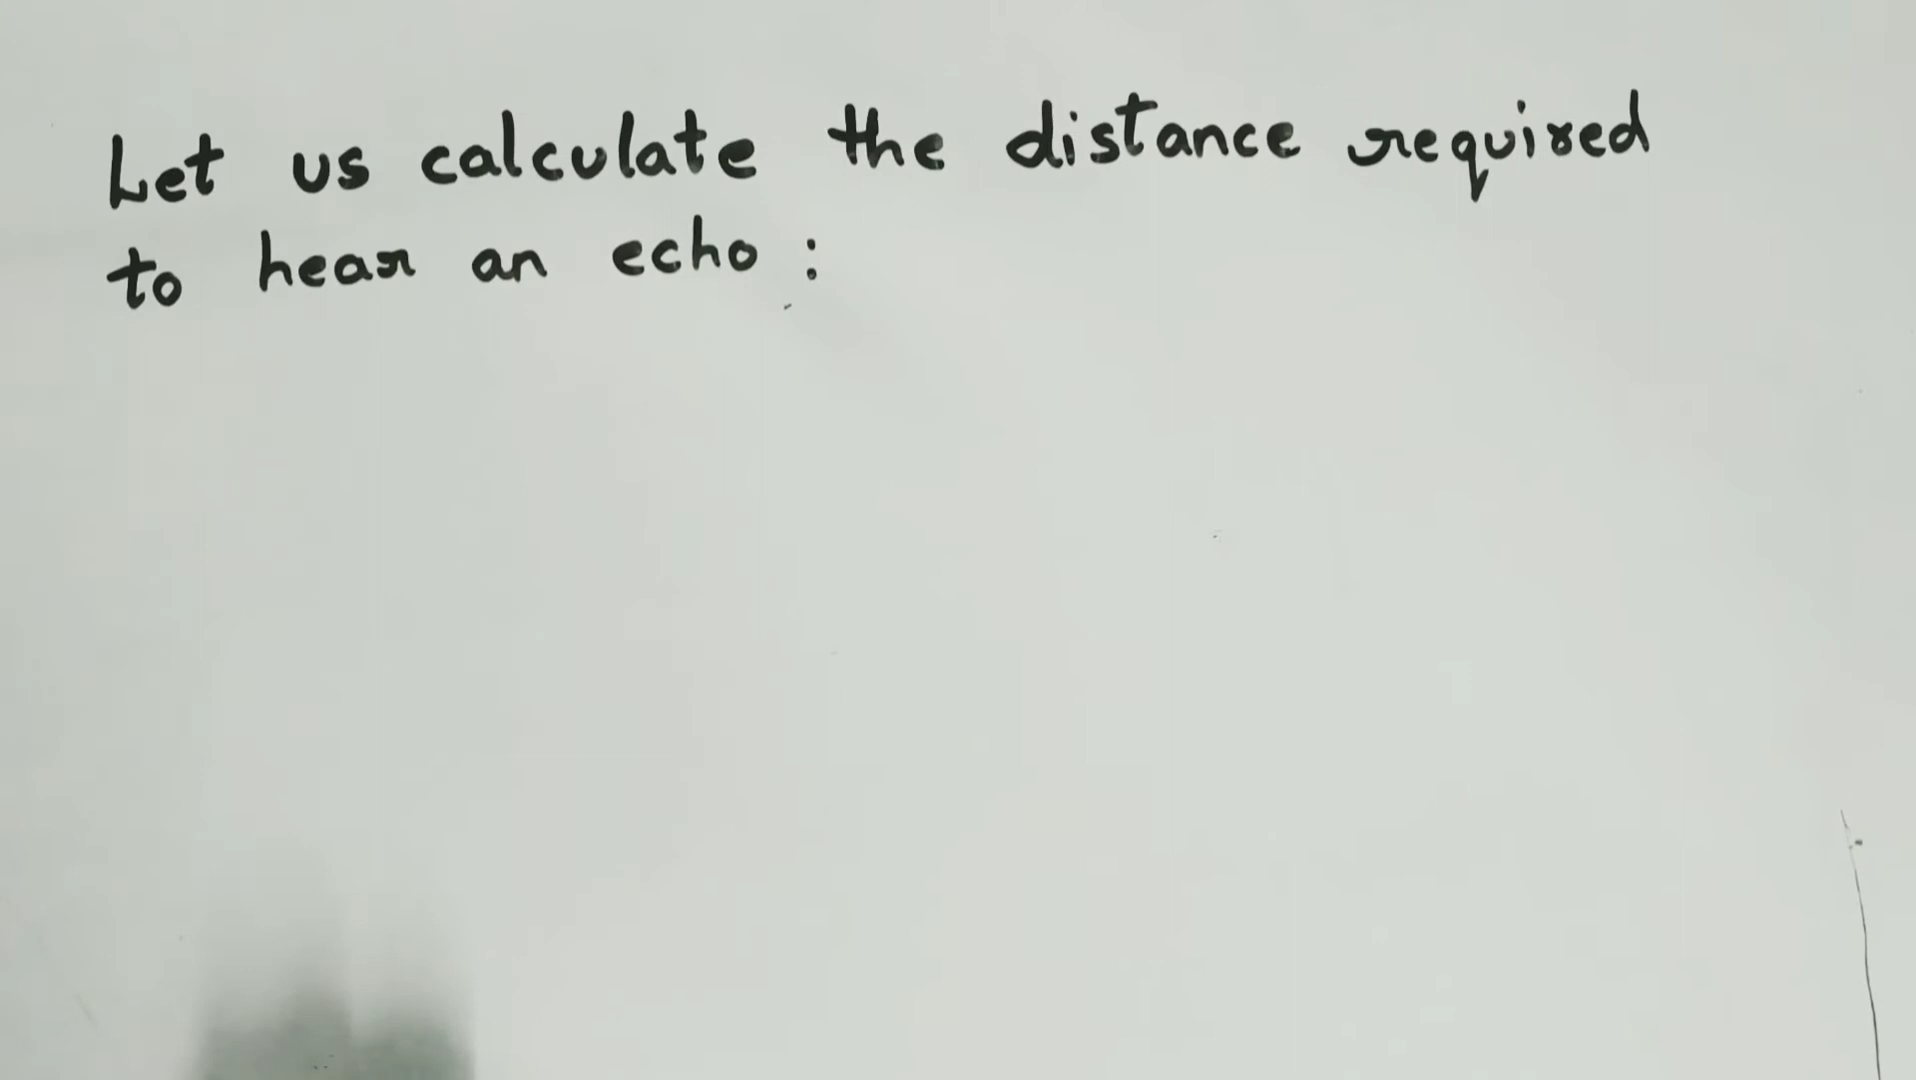 Let us calculate the distance required
to hear an echo :